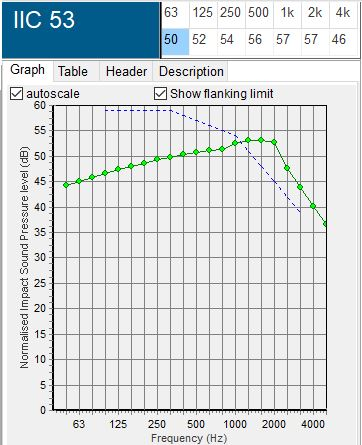 IIC 53
63 125 250 500 1k 2k 4k
50 52 54 56 57 57 46
Graph Table Header Description
autoscale Show flanking limit
60
55
50
45
40
35
30
25
20
15
10
5
0
Normalised Impact Sound Pressure level (dB)
63 125 250 500 1000 2000 4000
Frequency (Hz)